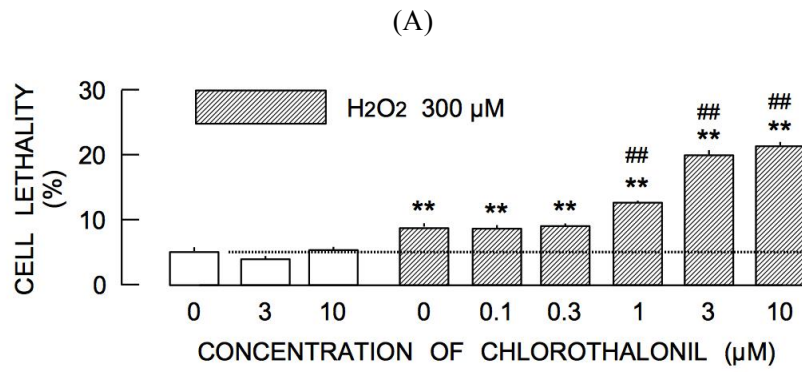 (A)
CELL LETHALITY
(%)
30
20
10
0
H2O2 300 µM
** ** ** ## ** ## ** ## **
0 3 10 0 0.1 0.3 1 3 10
CONCENTRATION OF CHLOROTHALONIL (µM)